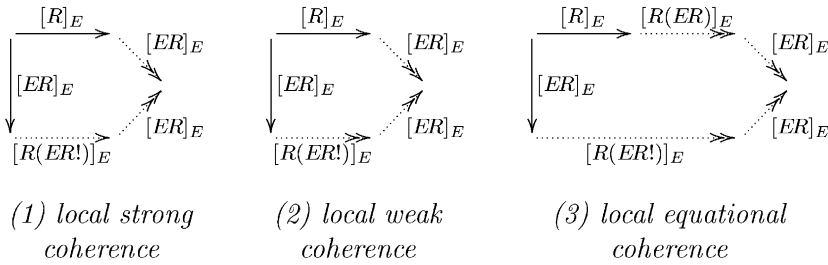 [R]_E [R]_E [R]_E [R(ER)]_E
[ER]_E [ER]_E [ER]_E
[ER]_E [ER]_E [ER]_E
[ER]_E [ER]_E [ER]_E
[R(ER!)]_E [R(ER!)]_E [R(ER!)]_E
(1) local strong
coherence
(2) local weak
coherence
(3) local equational
coherence